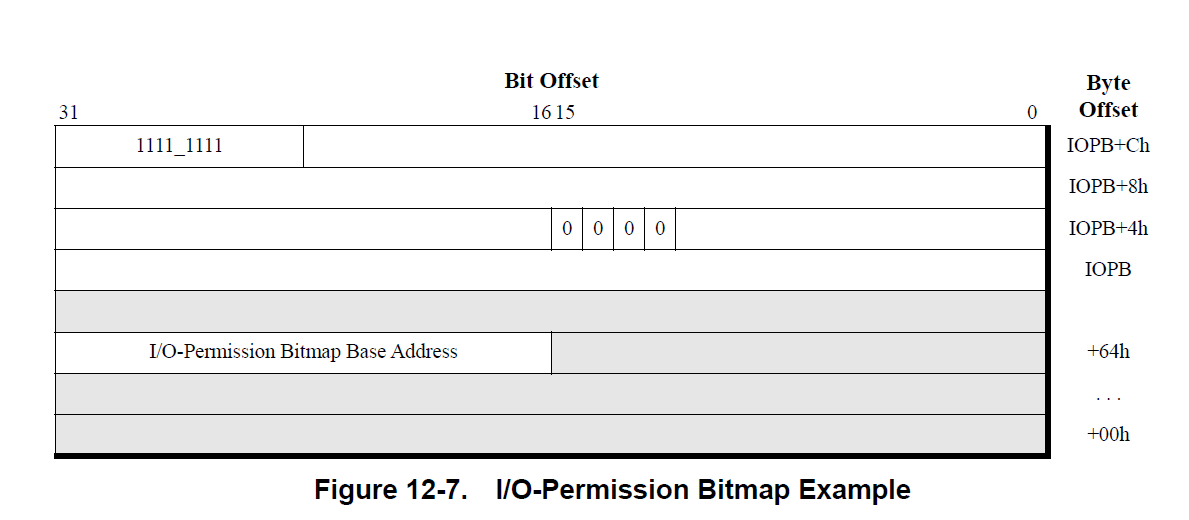 Bit Offset
Byte Offset
31 16 15 0
1111_1111 IOPB+Ch
IOPB+8h
0 0 0 0 IOPB+4h
IOPB
I/O-Permission Bitmap Base Address +64h
. . .
+00h
Figure 12-7. I/O-Permission Bitmap Example